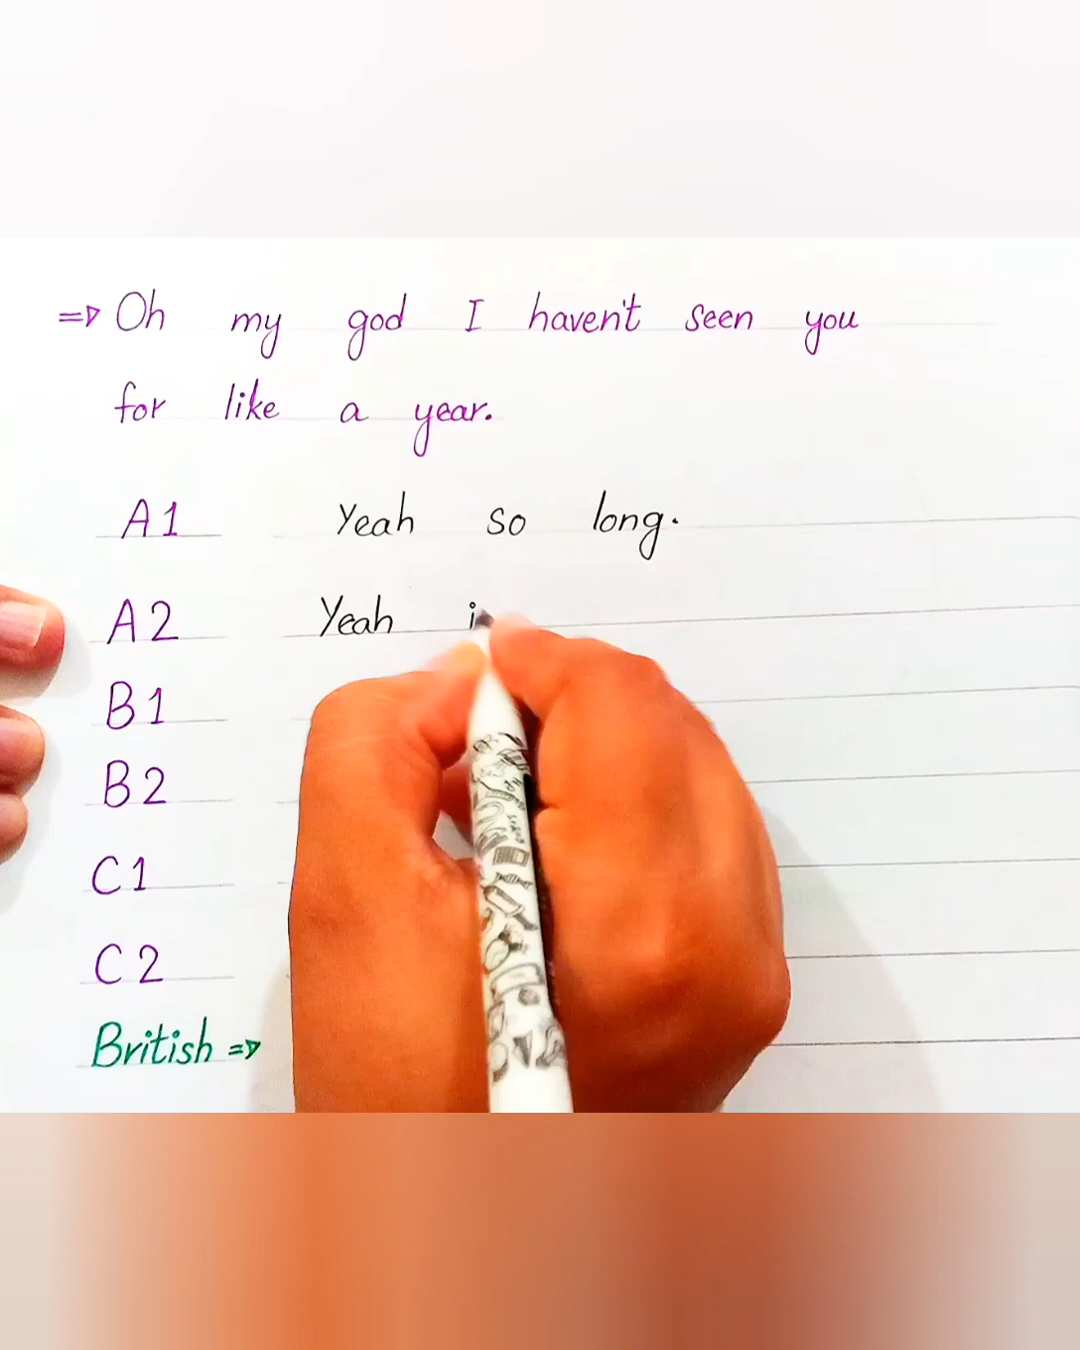 => Oh my god I haven't seen you
for like a year.
A1 Yeah so long.
A2 Yeah i
B1
B2
C1
C2
British =>